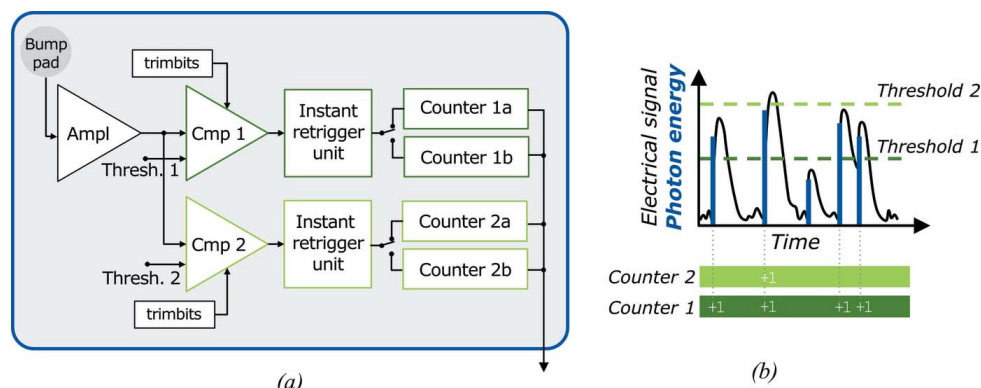 Bump
pad
trimbits
Ampl
Cmp 1
Thresh. 1
Instant
retrigger
unit
Counter 1a
Counter 1b
Cmp 2
Thresh. 2
trimbits
Instant
retrigger
unit
Counter 2a
Counter 2b
(a)
Electrical signal
Photon energy
Threshold 2
Threshold 1
Time
Counter 2
+1
Counter 1
+1 +1 +1 +1
(b)